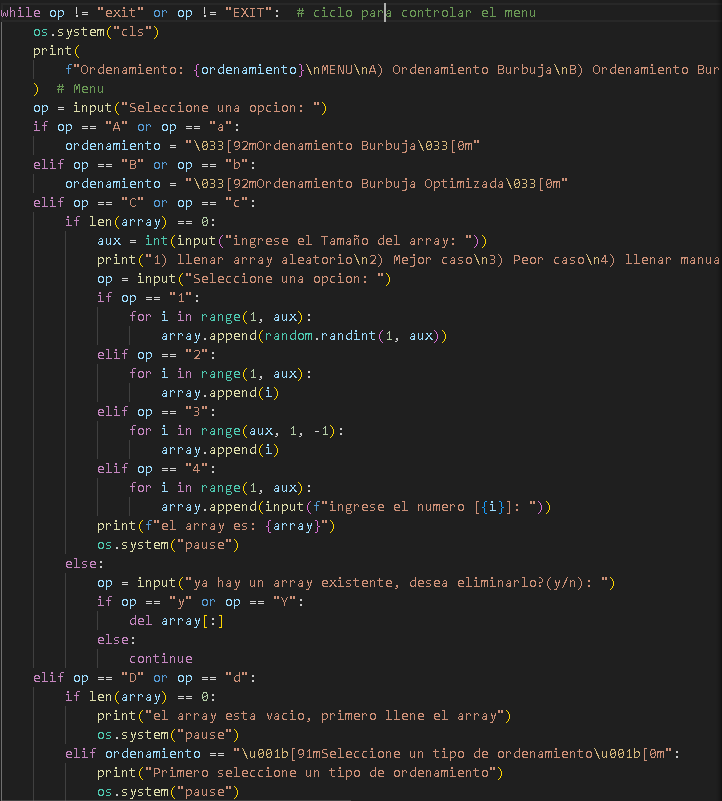 while op != "exit" or op != "EXIT":  # ciclo para controlar el menu
    os.system("cls")
    print(
        f"Ordenamiento: {ordenamiento}\nMENU\nA) Ordenamiento Burbuja\nB) Ordenamiento Bur
    )  # Menu
    op = input("Seleccione una opcion: ")
    if op == "A" or op == "a":
        ordenamiento = "\033[92mOrdenamiento Burbuja\033[0m"
    elif op == "B" or op == "b":
        ordenamiento = "\033[92mOrdenamiento Burbuja Optimizada\033[0m"
    elif op == "C" or op == "c":
        if len(array) == 0:
            aux = int(input("ingrese el Tamaño del array: "))
            print("1) llenar array aleatorio\n2) Mejor caso\n3) Peor caso\n4) llenar manua
            op = input("Seleccione una opcion: ")
            if op == "1":
                for i in range(1, aux):
                    array.append(random.randint(1, aux))
            elif op == "2":
                for i in range(1, aux):
                    array.append(i)
            elif op == "3":
                for i in range(aux, 1, -1):
                    array.append(i)
            elif op == "4":
                for i in range(1, aux):
                    array.append(input(f"ingrese el numero [{i}]: "))
            print(f"el array es: {array}")
            os.system("pause")
        else:
            op = input("ya hay un array existente, desea eliminarlo?(y/n): ")
            if op == "y" or op == "Y":
                del array[:]
            else:
                continue
    elif op == "D" or op == "d":
        if len(array) == 0:
            print("el array esta vacio, primero llene el array")
            os.system("pause")
        elif ordenamiento == "\u001b[91mSeleccione un tipo de ordenamiento\u001b[0m":
            print("Primero seleccione un tipo de ordenamiento")
            os.system("pause")